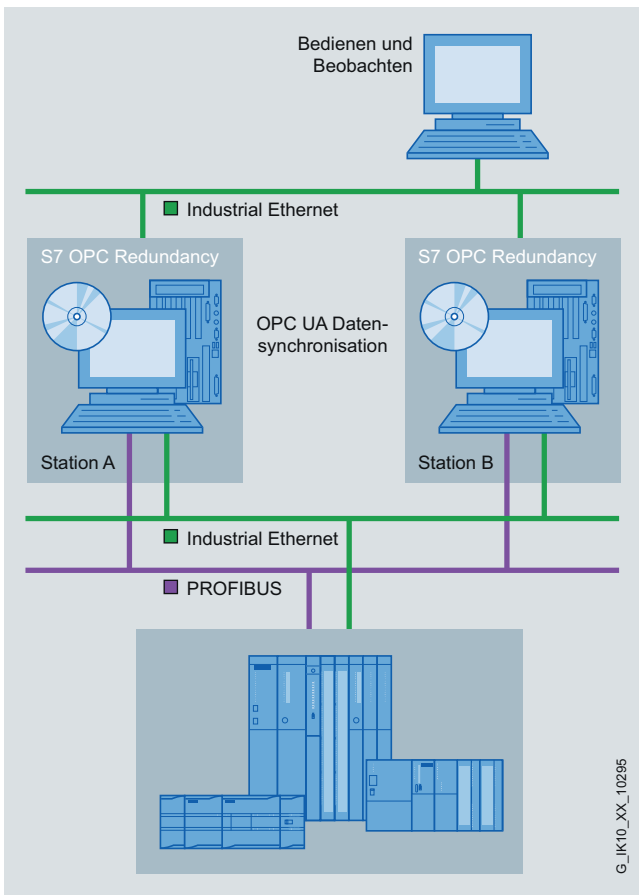 Bedienen und
Beobachten
Industrial Ethernet
S7 OPC Redundancy
S7 OPC Redundancy
OPC UA Daten-
synchronisation
Station A
Station B
Industrial Ethernet
PROFIBUS
G_IK10_XX_10295